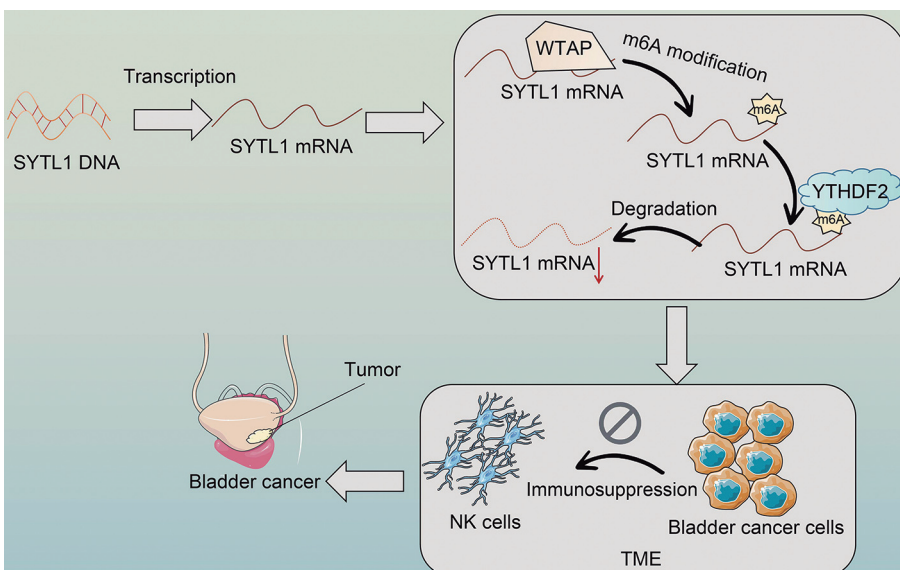 Transcription
SYTL1 DNA
SYTL1 mRNA
WTAP
SYTL1 mRNA
m6A modification
m6A
SYTL1 mRNA
YTHDF2
m6A
SYTL1 mRNA
Degradation
SYTL1 mRNA
Tumor
Bladder cancer
NK cells
Immunosuppression
Bladder cancer cells
TME